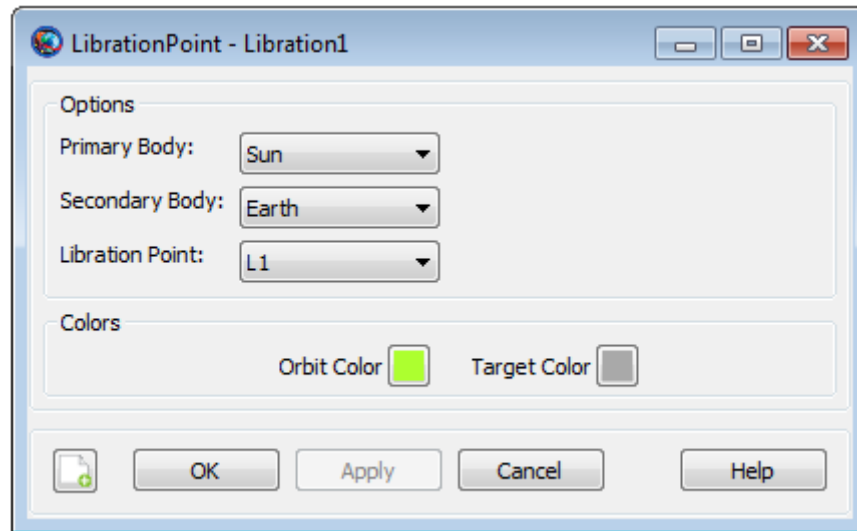 LibrationPoint - Libration1
Options
Primary Body: Sun
Secondary Body: Earth
Libration Point: L1
Colors
Orbit Color Target Color
OK Apply Cancel Help